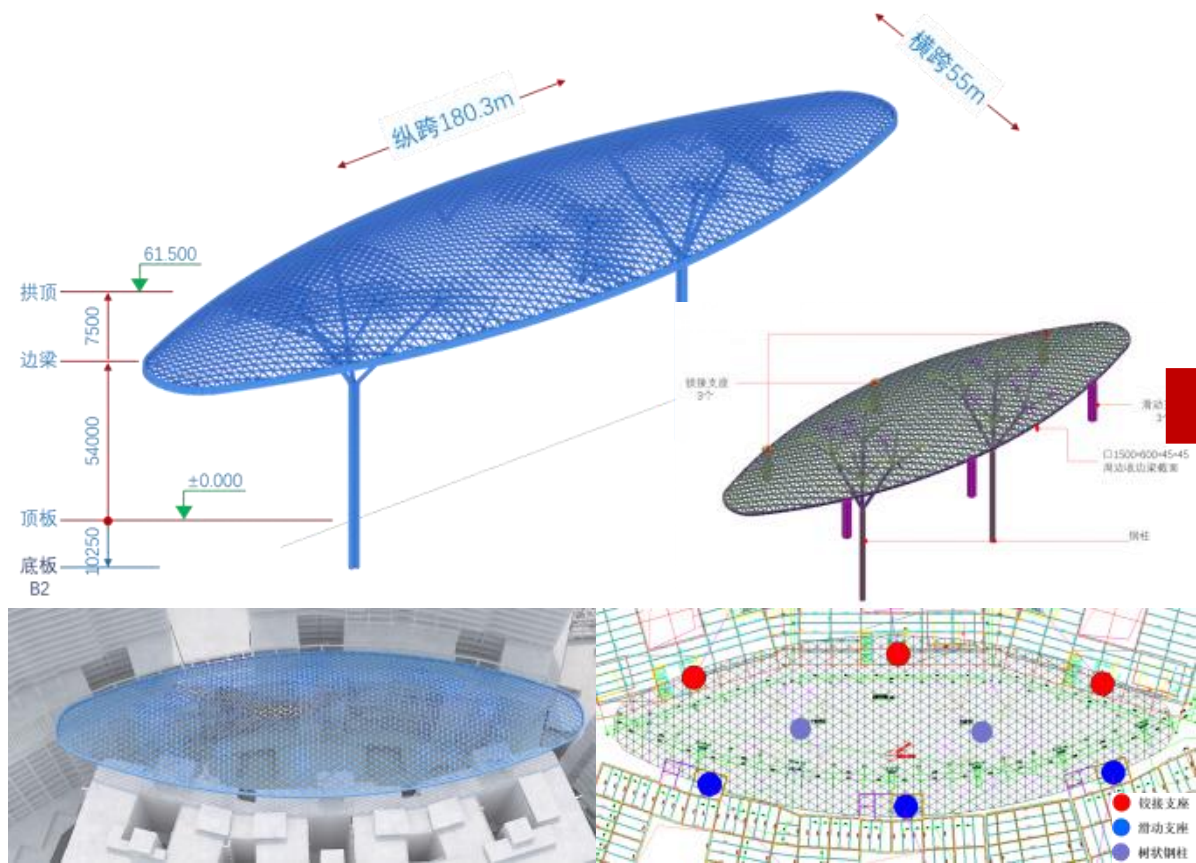 纵跨180.3m
横跨55m
61.500
拱顶
7500
边梁
54000
±0.000
顶板
10250
底板
B2
铰接支座
3个
滑动
口1500×600×45×45
周边收边梁截面
钢柱
铰接支座
滑动支座
树状钢柱